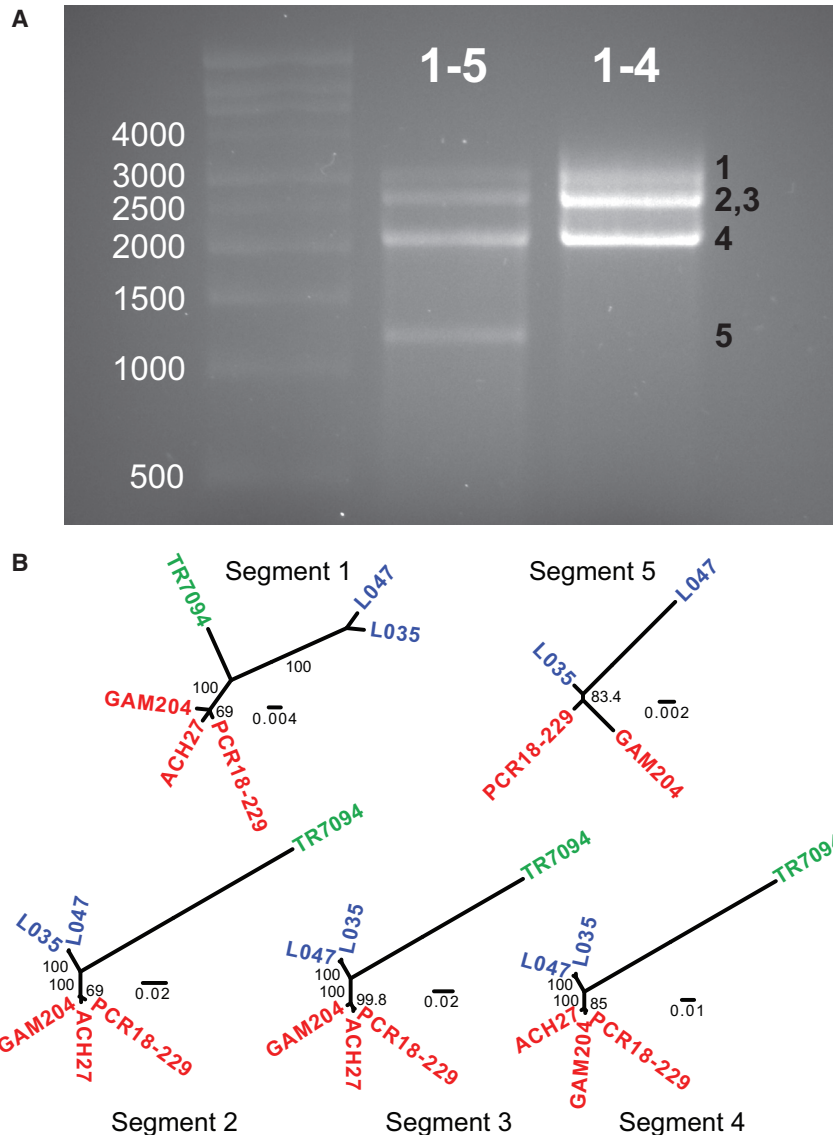 A
1-5 1-4
4000
3000
2500
2000
1500
1000
500
1
2,3
4
5
B
Segment 1
TR7094
L047
L035
100
100
69
GAM204
ACH27
PCR18-229
0.004
Segment 5
L047
L035
83.4
PCR18-229
GAM204
0.002
TR7094
L035
L047
100
100
69
GAM204
ACH27
PCR18-229
0.02
Segment 2
TR7094
L047
L035
100
100
99.8
GAM204
ACH27
PCR18-229
0.02
Segment 3
TR7094
L047
L035
100
100
85
ACH27
GAM204
PCR18-229
0.01
Segment 4